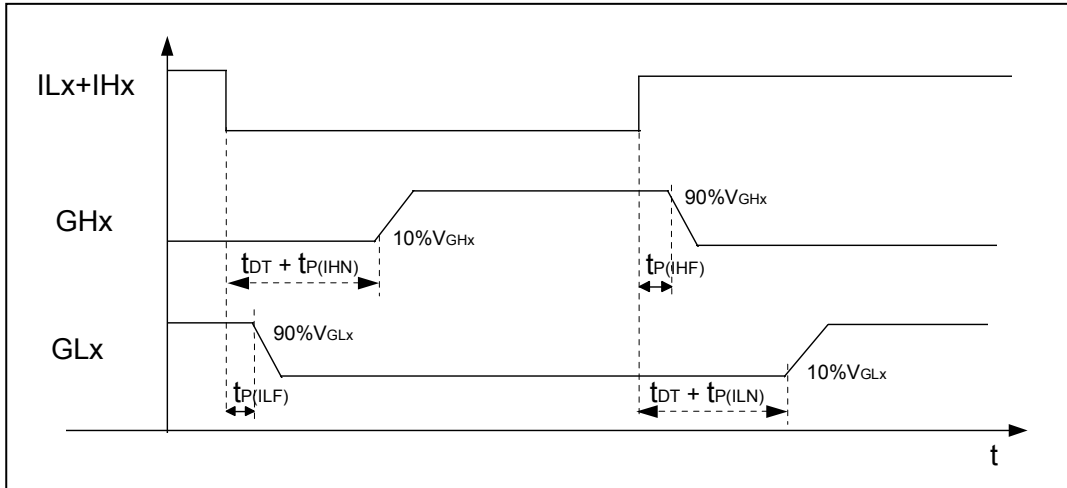 ILx+IHx
GHx
90%VGHx
10%VGHx
tDT + tP(IHN)
tP(IHF)
GLx
90%VGLx
10%VGLx
tP(ILF)
tDT + tP(ILN)
t